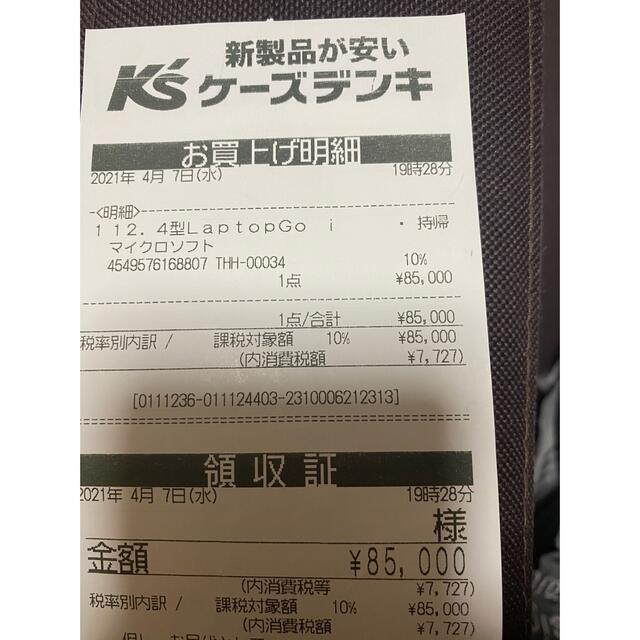 新製品が安い
K's ケーズデンキ
お買上げ明細
2021年 4月 7日(水) 19時28分
-<明細>-
1 12．4型LaptopGo i ・ 持帰
マイクロソフト
4549576168807 THH-00034 10%
1点 ¥85,000
1点/合計 ¥85,000
税率別内訳 / 課税対象額 10% ¥85,000
(内消費税額 ¥7,727)
[0111236-011124403-2310006212313]
領収証
2021年 4月 7日(水) 19時28分
様
金額 ¥85,000
(内消費税等 ¥7,727)
税率別内訳 / 課税対象額 10% ¥85,000
(内消費税額 ¥7,727)